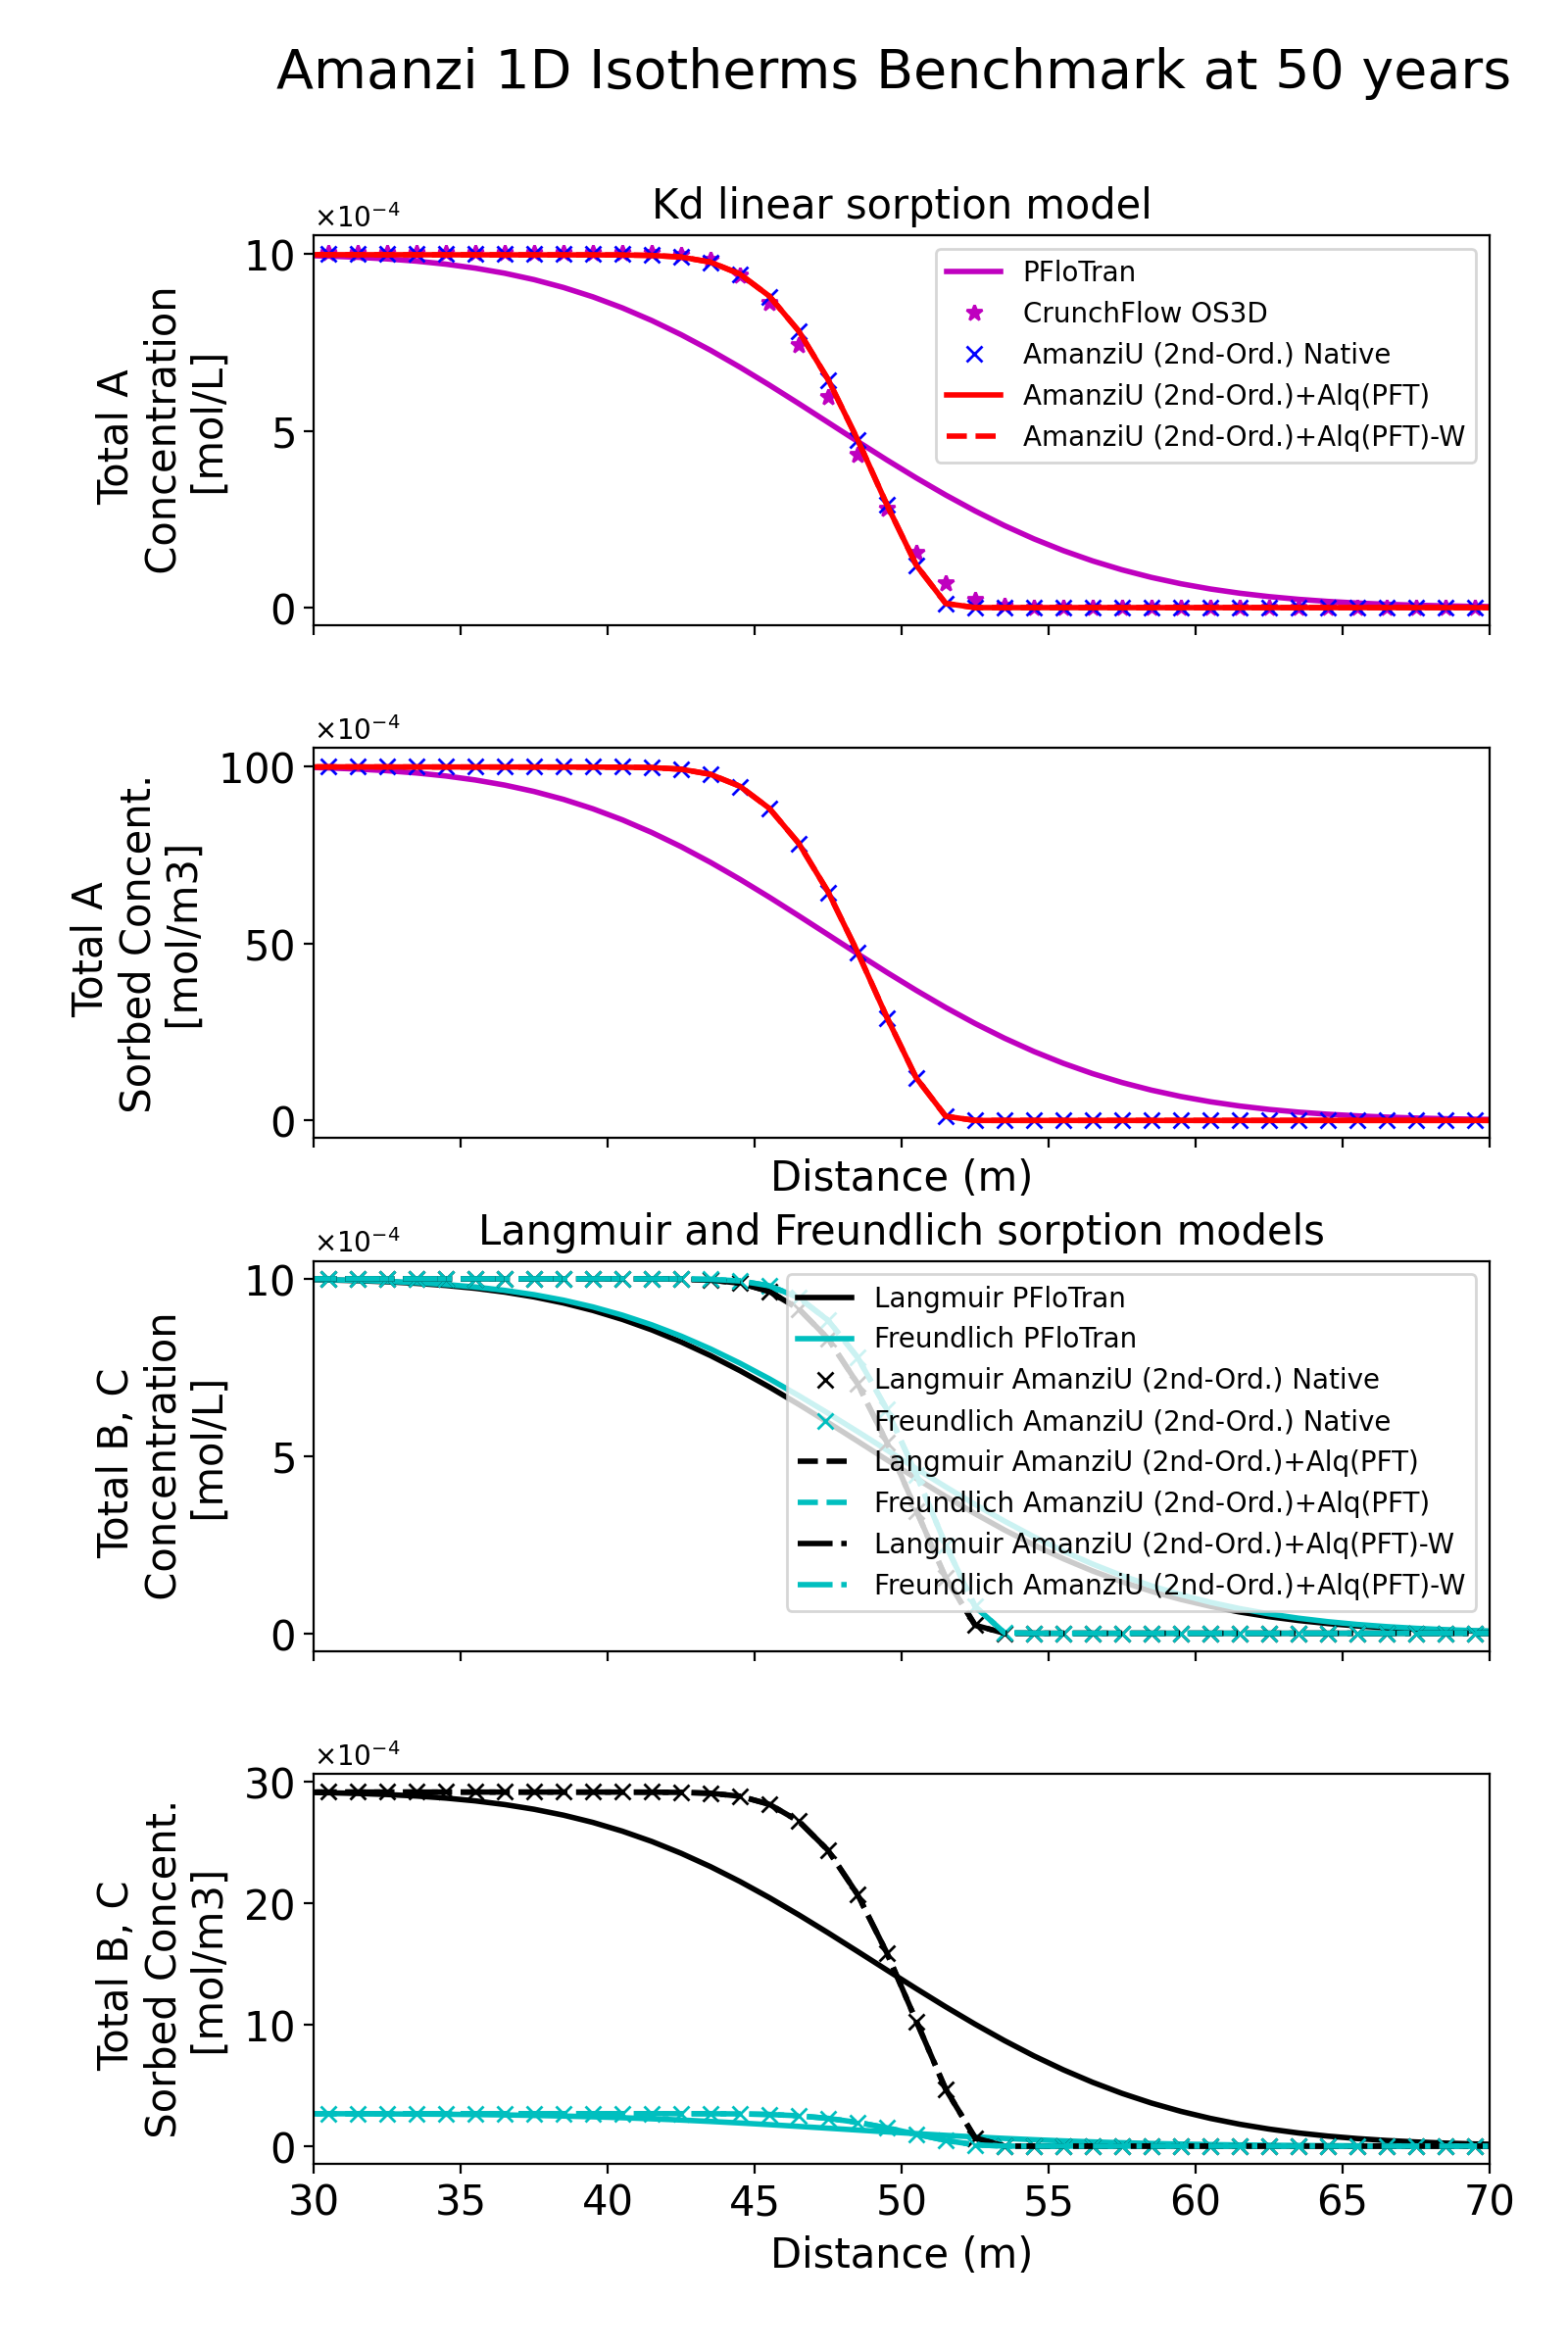 Amanzi 1D Isotherms Benchmark at 50 years
Kd linear sorption model
×10⁻⁴
10
5
0
Total A
Concentration
[mol/L]
PFloTran
CrunchFlow OS3D
AmanziU (2nd-Ord.) Native
AmanziU (2nd-Ord.)+Alq(PFT)
AmanziU (2nd-Ord.)+Alq(PFT)-W
×10⁻⁴
100
50
0
Total A
Sorbed Concent.
[mol/m3]
Distance (m)
Langmuir and Freundlich sorption models
×10⁻⁴
10
5
0
Total B, C
Concentration
[mol/L]
Langmuir PFloTran
Freundlich PFloTran
Langmuir AmanziU (2nd-Ord.) Native
Freundlich AmanziU (2nd-Ord.) Native
Langmuir AmanziU (2nd-Ord.)+Alq(PFT)
Freundlich AmanziU (2nd-Ord.)+Alq(PFT)
Langmuir AmanziU (2nd-Ord.)+Alq(PFT)-W
Freundlich AmanziU (2nd-Ord.)+Alq(PFT)-W
×10⁻⁴
30
20
10
0
Total B, C
Sorbed Concent.
[mol/m3]
30 35 40 45 50 55 60 65 70
Distance (m)